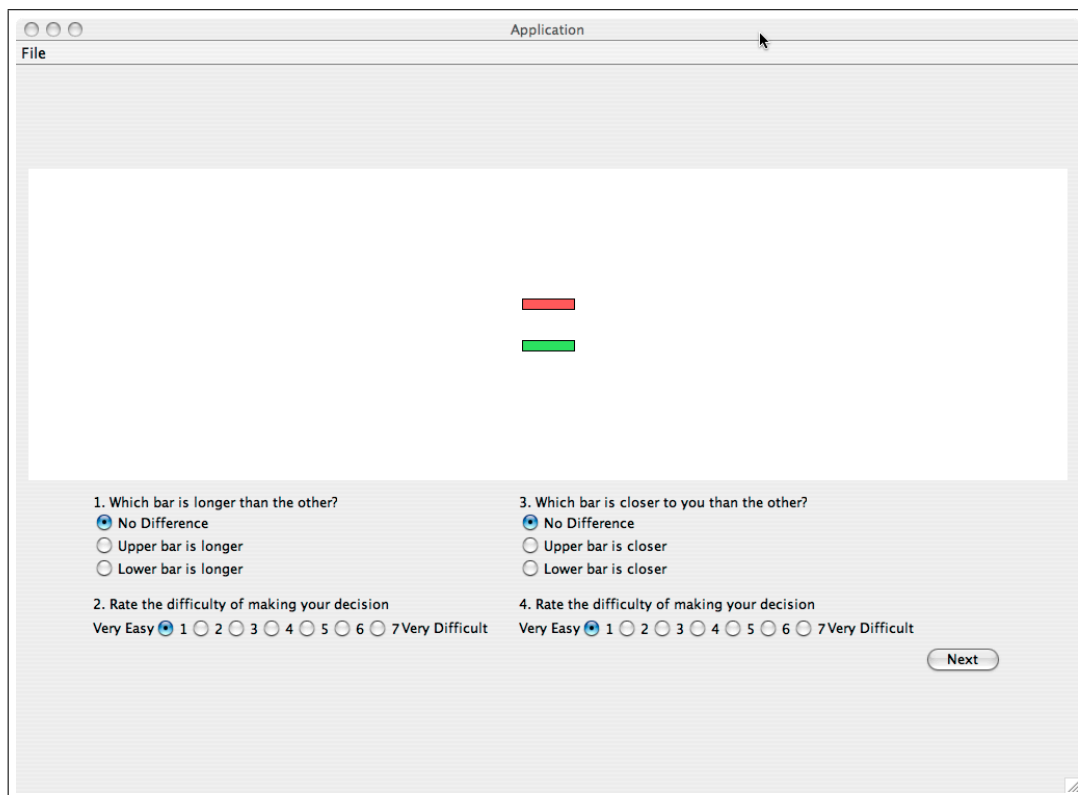 Application
File
1. Which bar is longer than the other?
No Difference
Upper bar is longer
Lower bar is longer
2. Rate the difficulty of making your decision
Very Easy 1 2 3 4 5 6 7 Very Difficult
3. Which bar is closer to you than the other?
No Difference
Upper bar is closer
Lower bar is closer
4. Rate the difficulty of making your decision
Very Easy 1 2 3 4 5 6 7 Very Difficult
Next